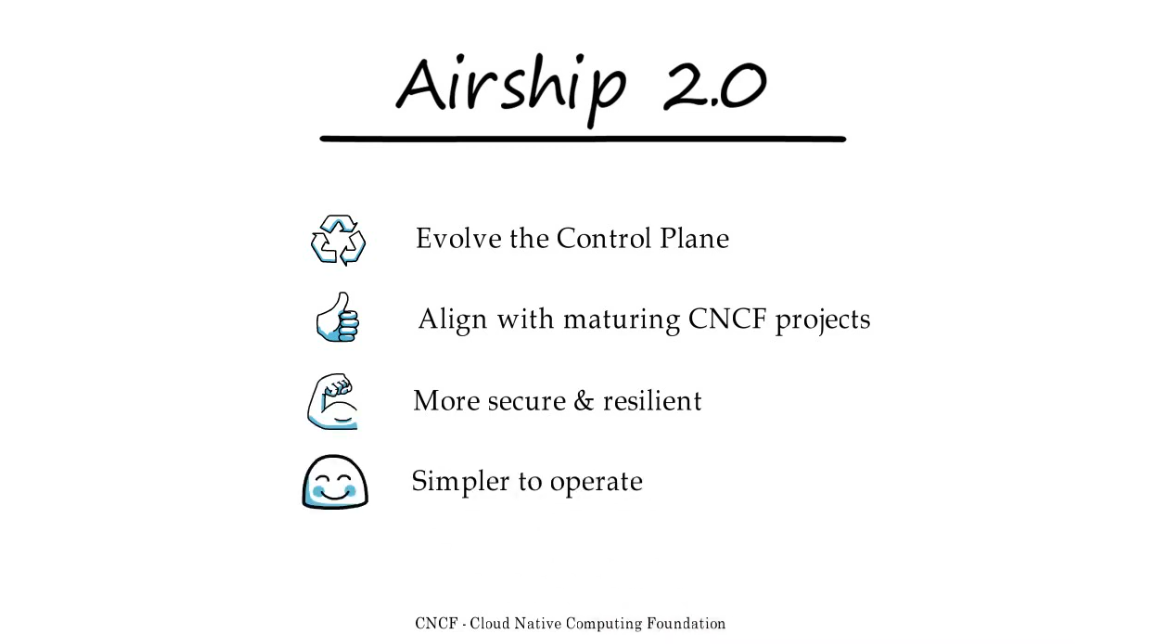 Airship 2.0
Evolve the Control Plane
Align with maturing CNCF projects
More secure & resilient
Simpler to operate
CNCF - Cloud Native Computing Foundation